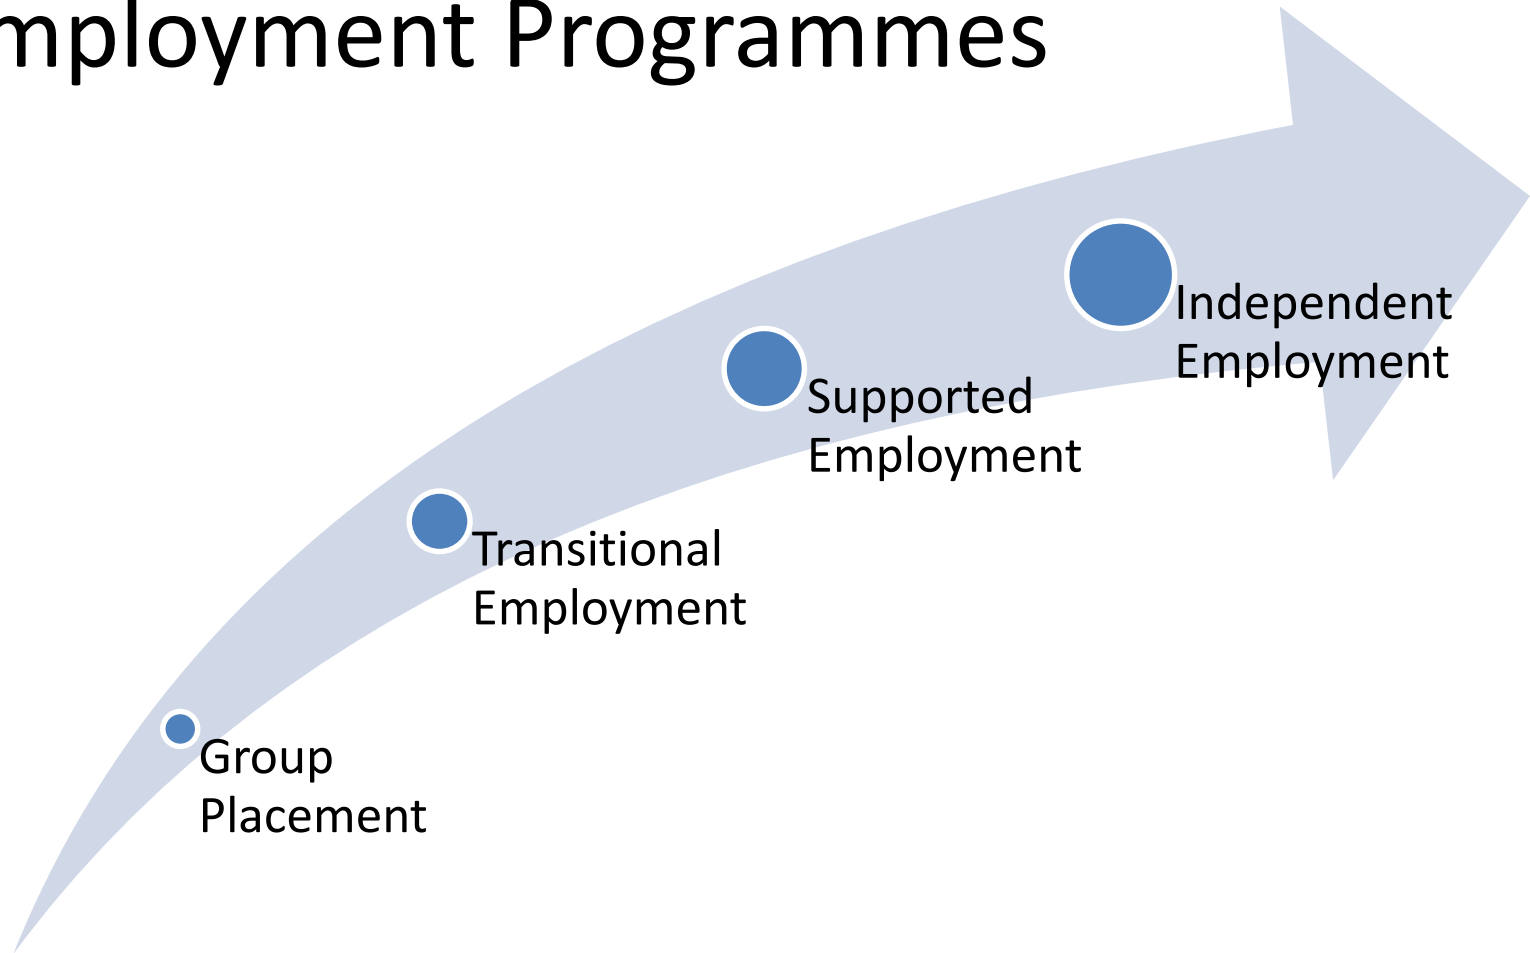 mployment Programmes
Independent
Employment
Supported
Employment
Transitional
Employment
Group
Placement